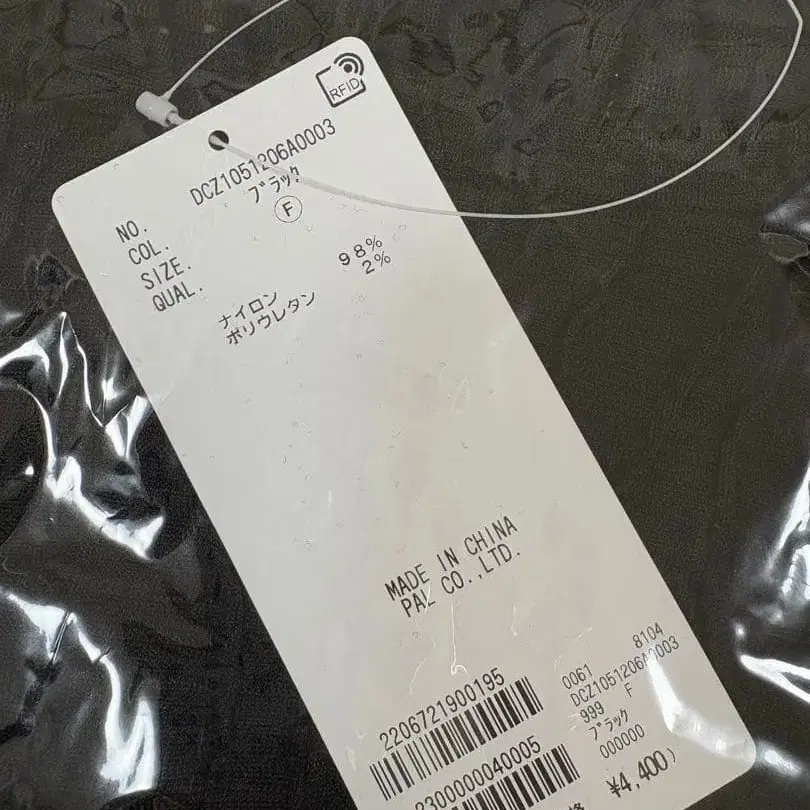 RFID
NO. DCZ1051206A0003
COL. ブラック
SIZE. Ⓕ
QUAL.
ナイロン 98%
ポリウレタン 2%
MADE IN CHINA
PAL CO.,LTD.
2206721900195
2300000040005
0061 8104
DCZ1051206A0003
999 F
ブラック
000000
¥4,400)